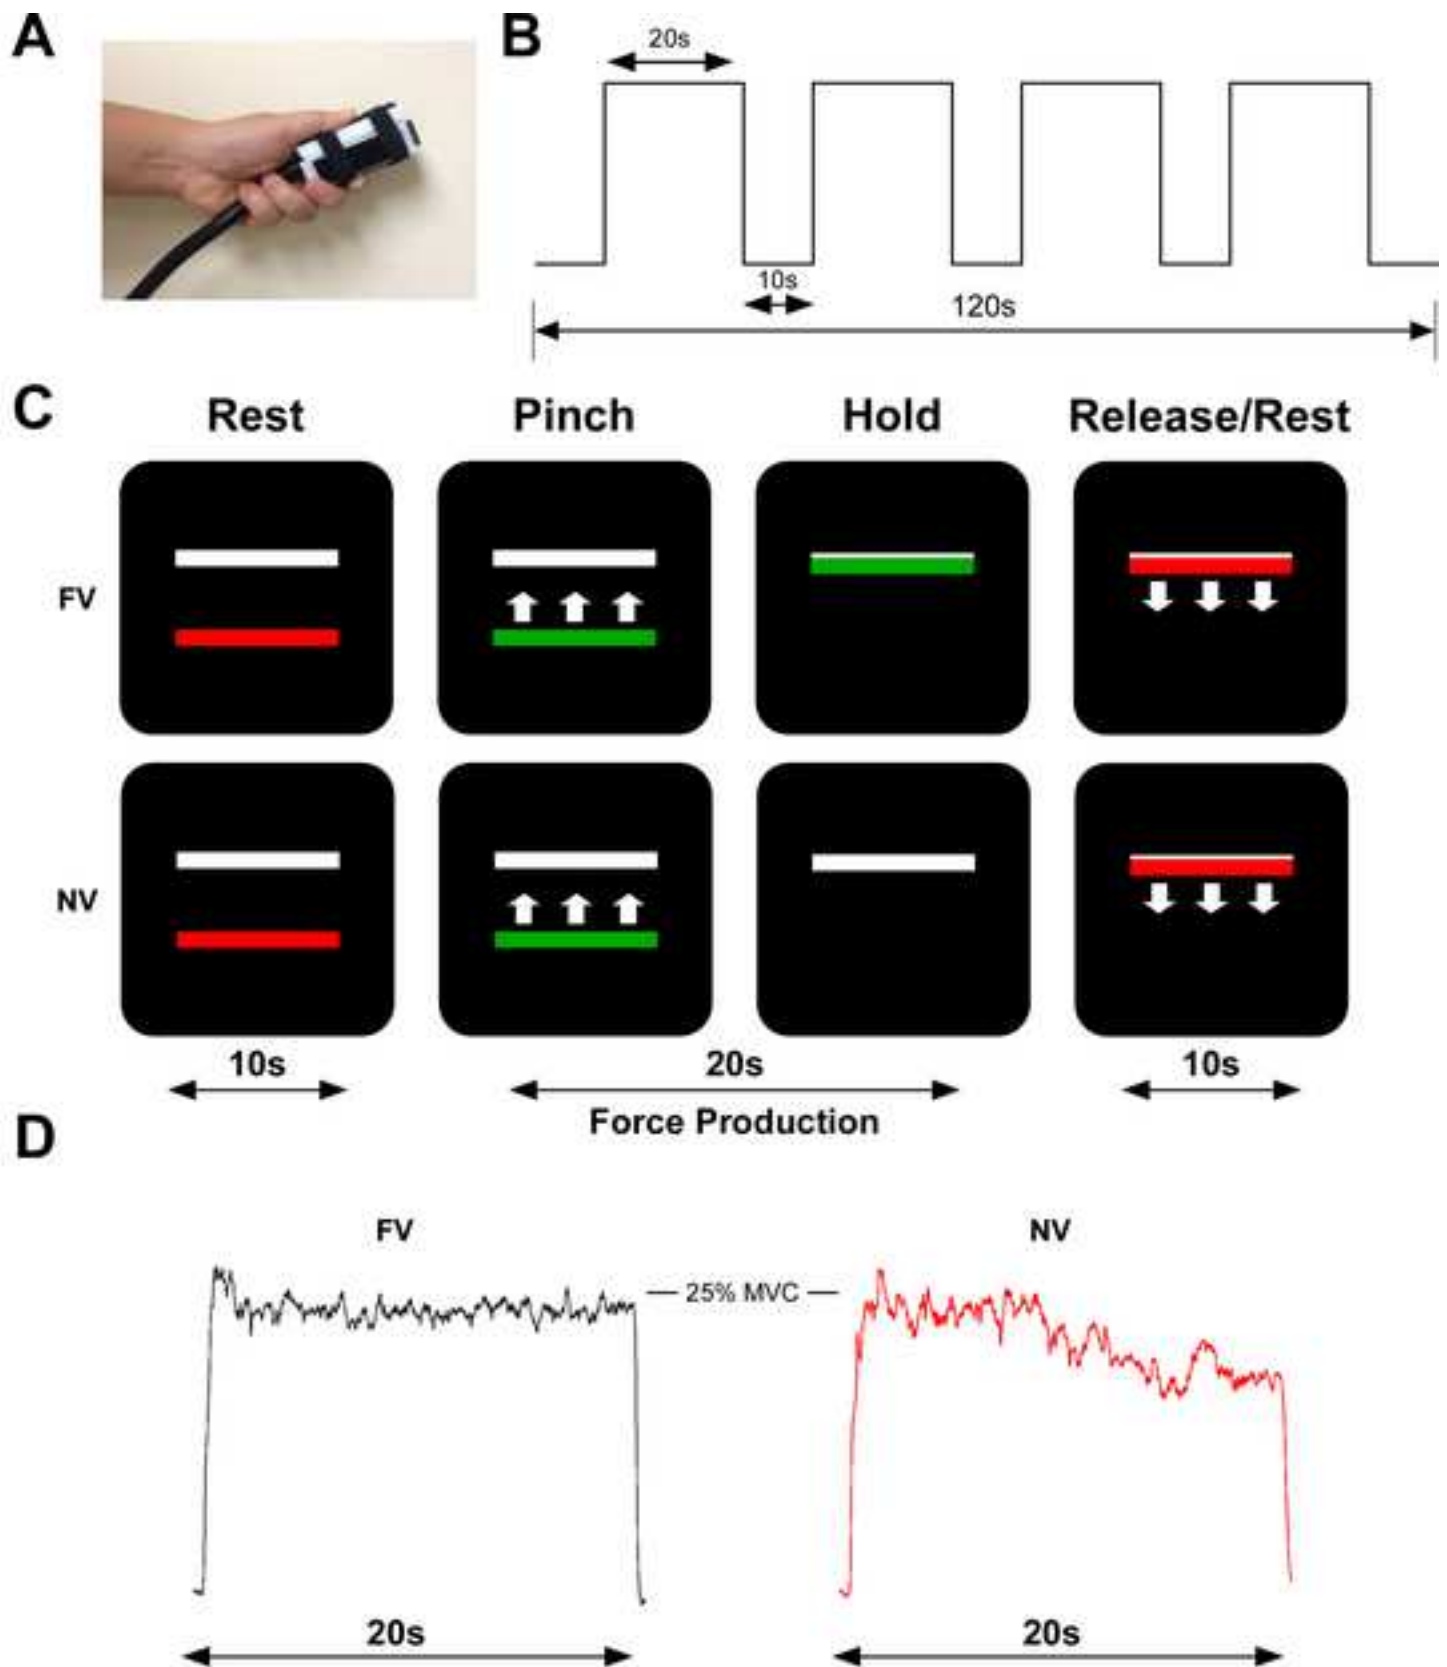 A
B
20s
10s
120s
C
Rest Pinch Hold Release/Rest
FV
NV
10s 20s 10s
Force Production
D
FV NV
25% MVC
20s 20s